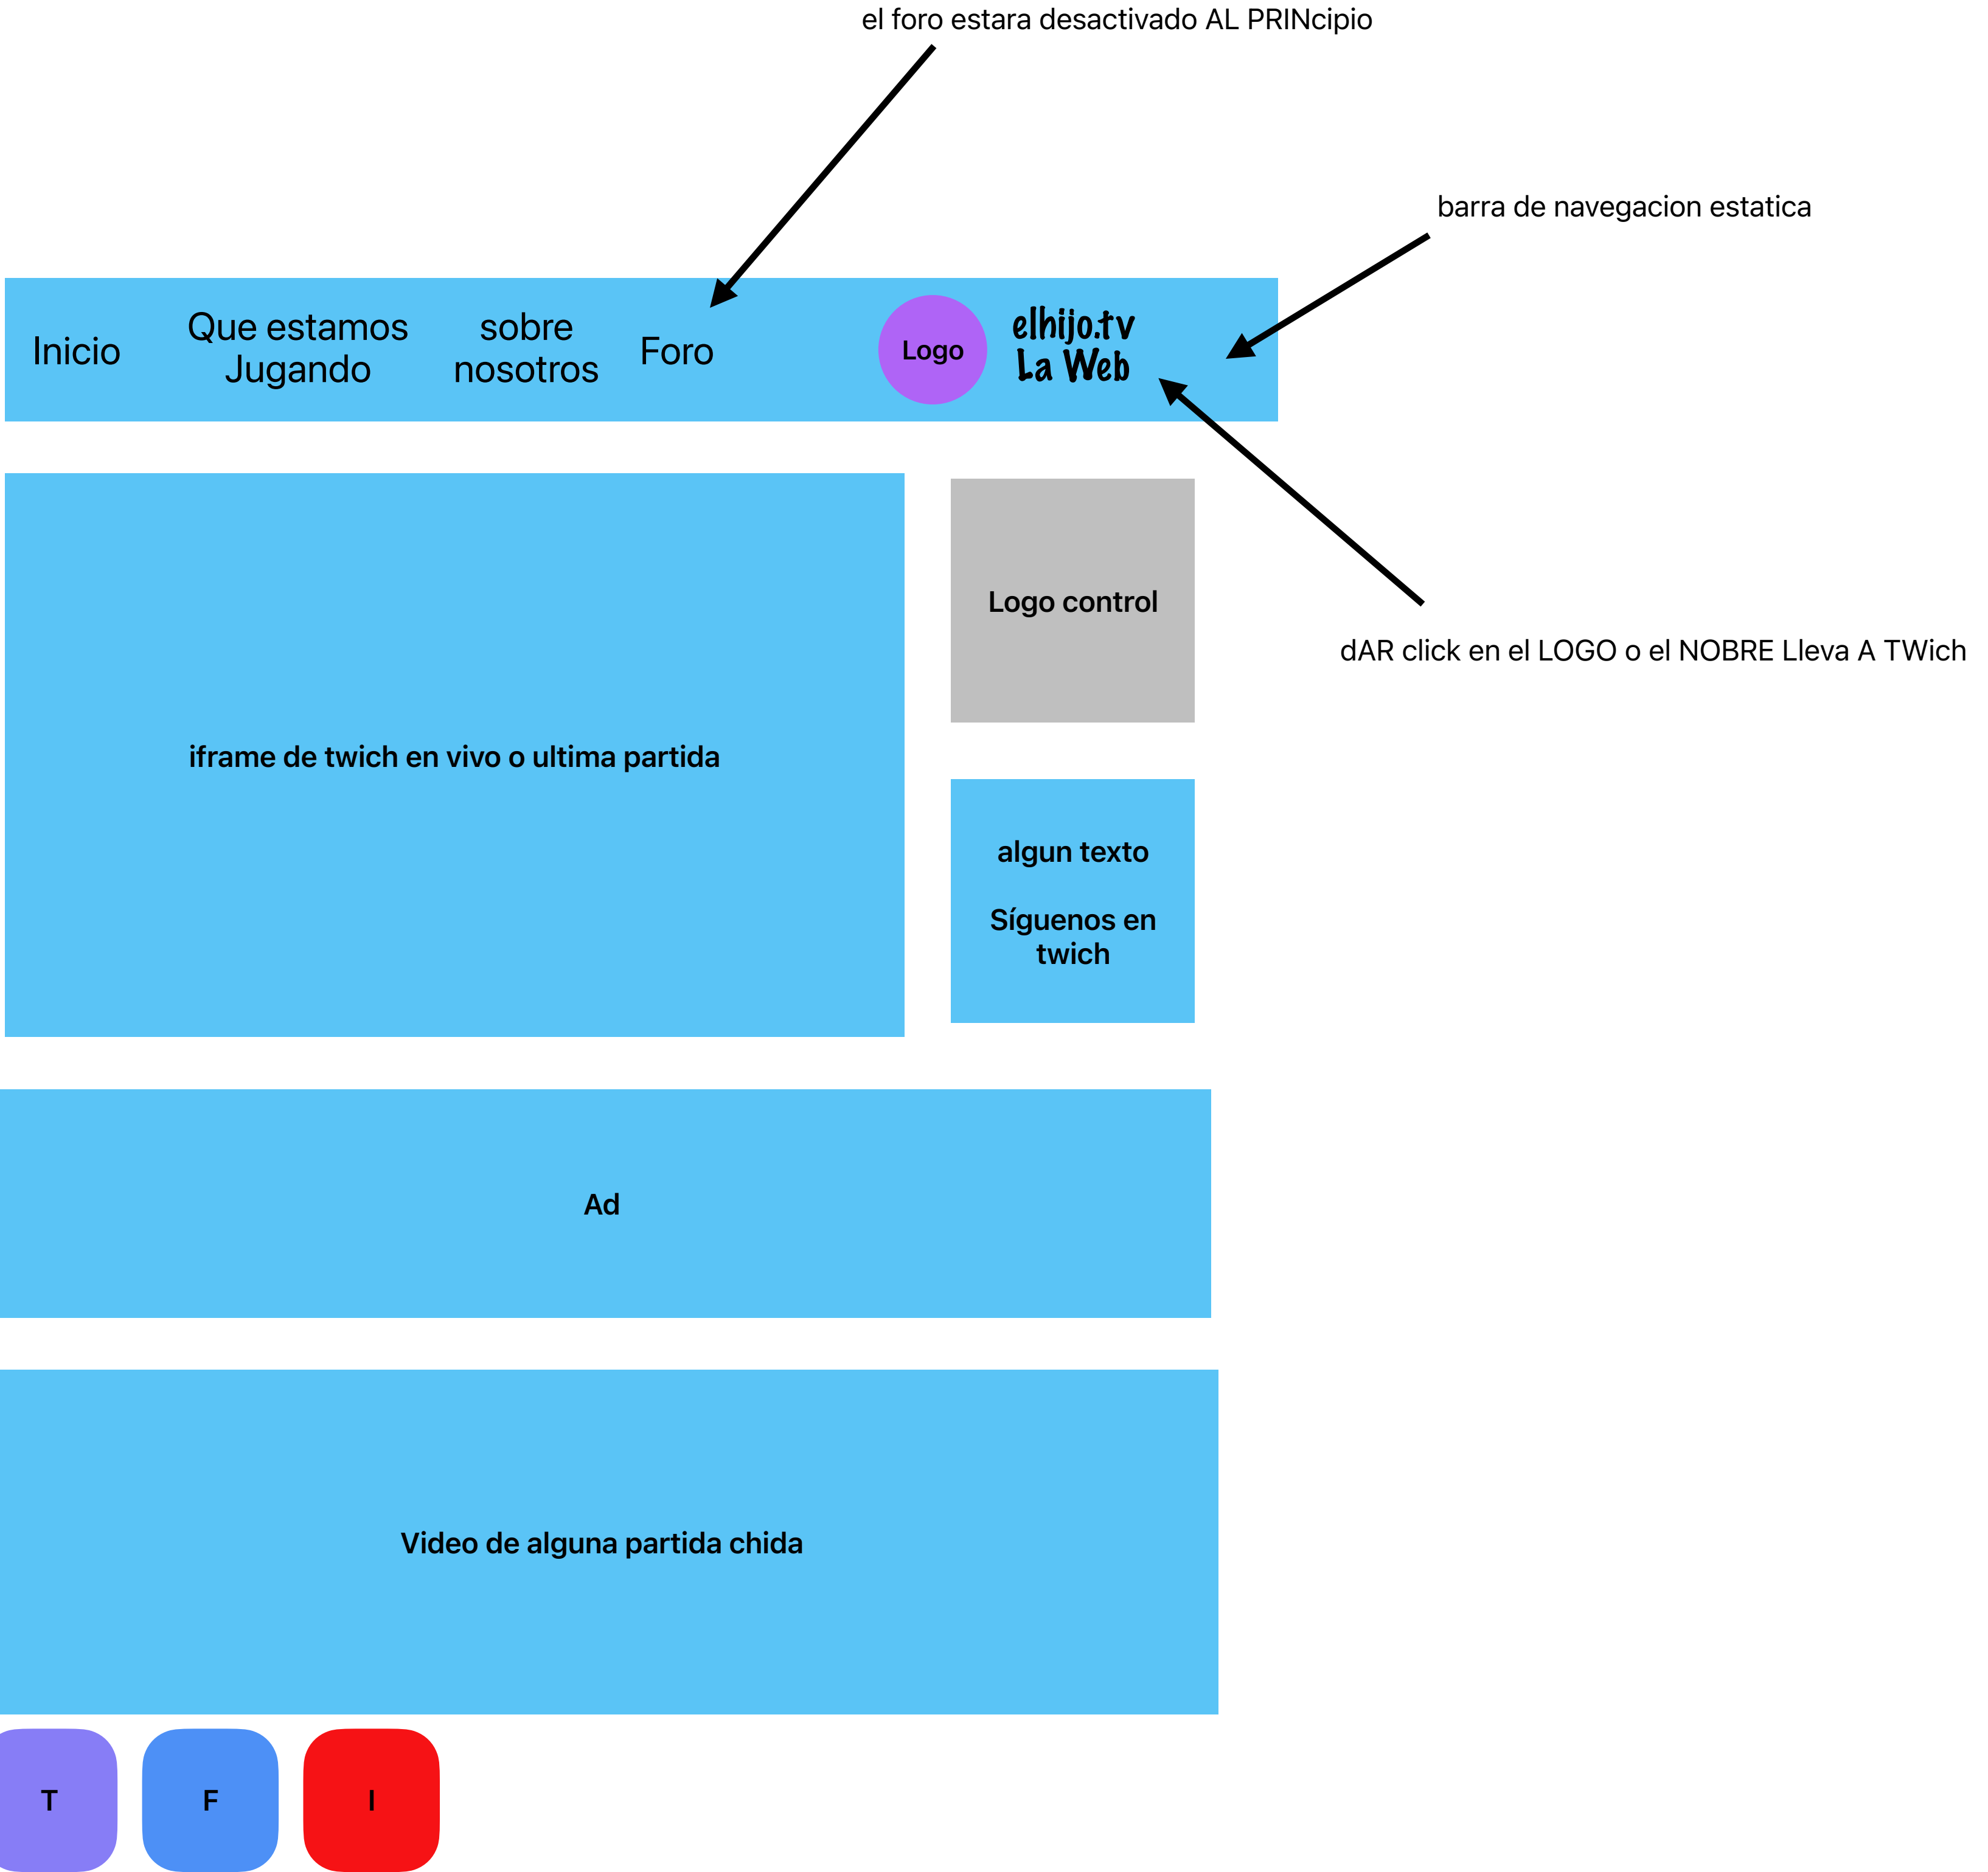 el foro estara desactivado AL PRINcipio
barra de navegacion estatica
Inicio
Que estamos
Jugando
sobre
nosotros
Foro
Logo
elhijo.tv
La Web
Logo control
dAR click en el LOGO o el NOBRE Lleva A TWich
iframe de twich en vivo o ultima partida
algun texto
Síguenos en
twich
Ad
Video de alguna partida chida
T
F
I